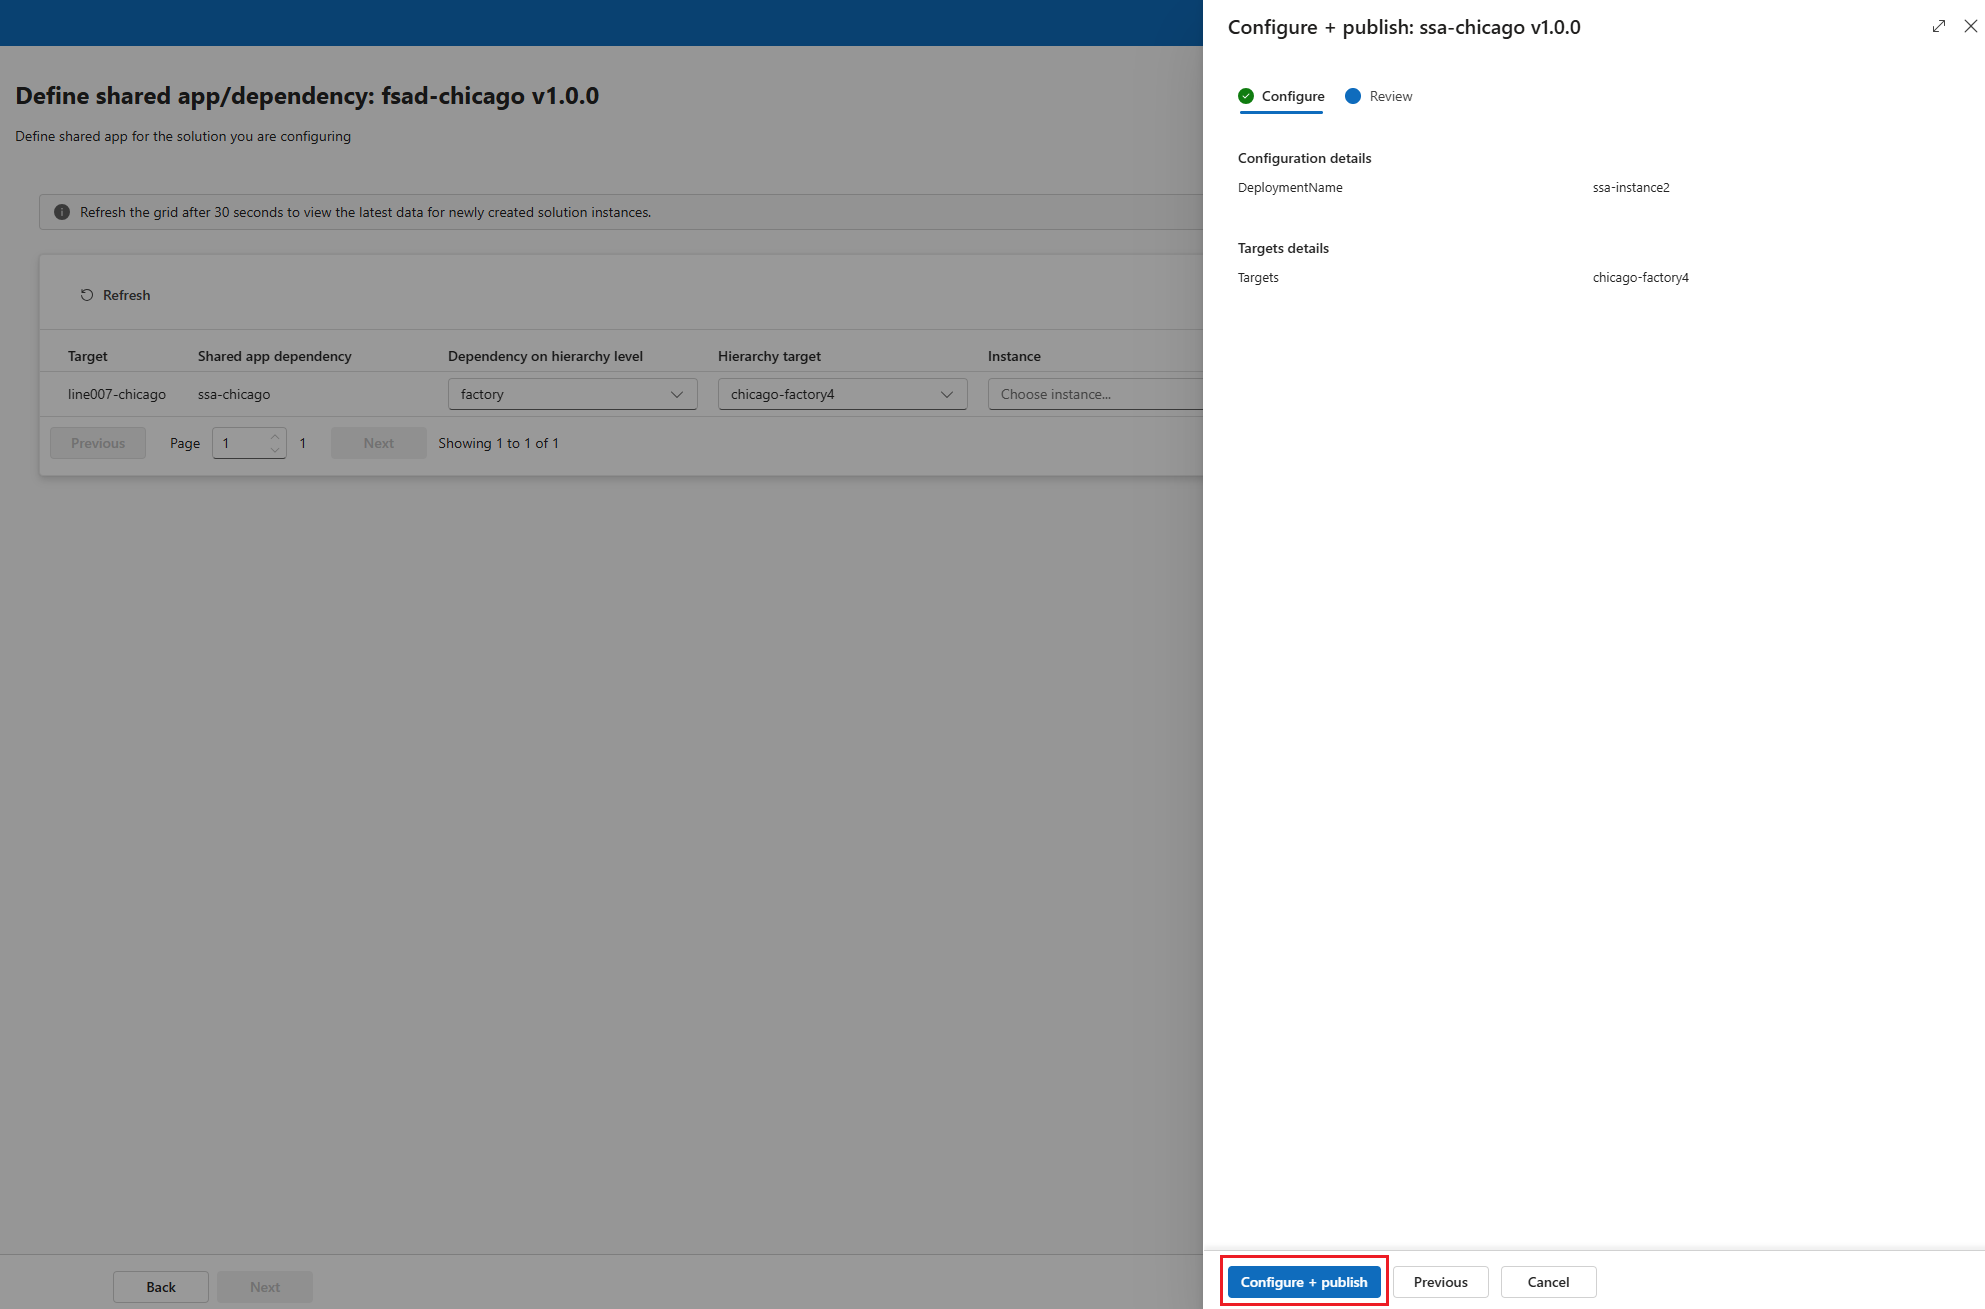 Define shared app/dependency: fsad-chicago v1.0.0
Define shared app for the solution you are configuring
Refresh the grid after 30 seconds to view the latest data for newly created solution instances.
Refresh
Target Shared app dependency Dependency on hierarchy level Hierarchy target Instance
line007-chicago ssa-chicago factory chicago-factory4 Choose instance...
Previous Page 1 1 Next Showing 1 to 1 of 1
Back Next
Configure + publish: ssa-chicago v1.0.0
Configure Review
Configuration details
DeploymentName ssa-instance2
Targets details
Targets chicago-factory4
Configure + publish Previous Cancel